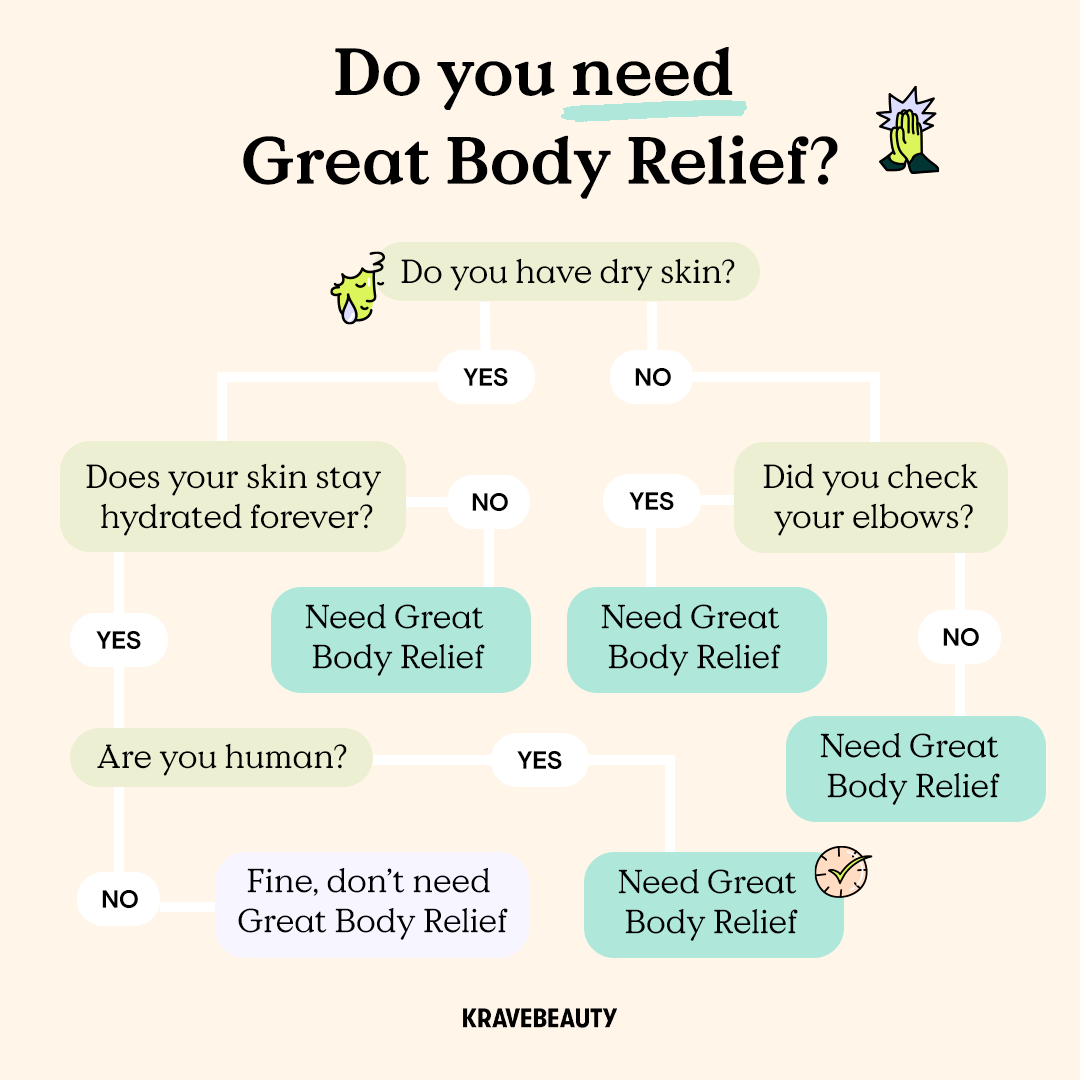 Do you need
Great Body Relief?
Do you have dry skin?
YES
NO
Does your skin stay
hydrated forever?
NO
YES
Did you check
your elbows?
Need Great
Body Relief
Need Great
Body Relief
YES
NO
Need Great
Body Relief
Are you human?
YES
NO
Fine, don't need
Great Body Relief
Need Great
Body Relief
KRAVEBEAUTY